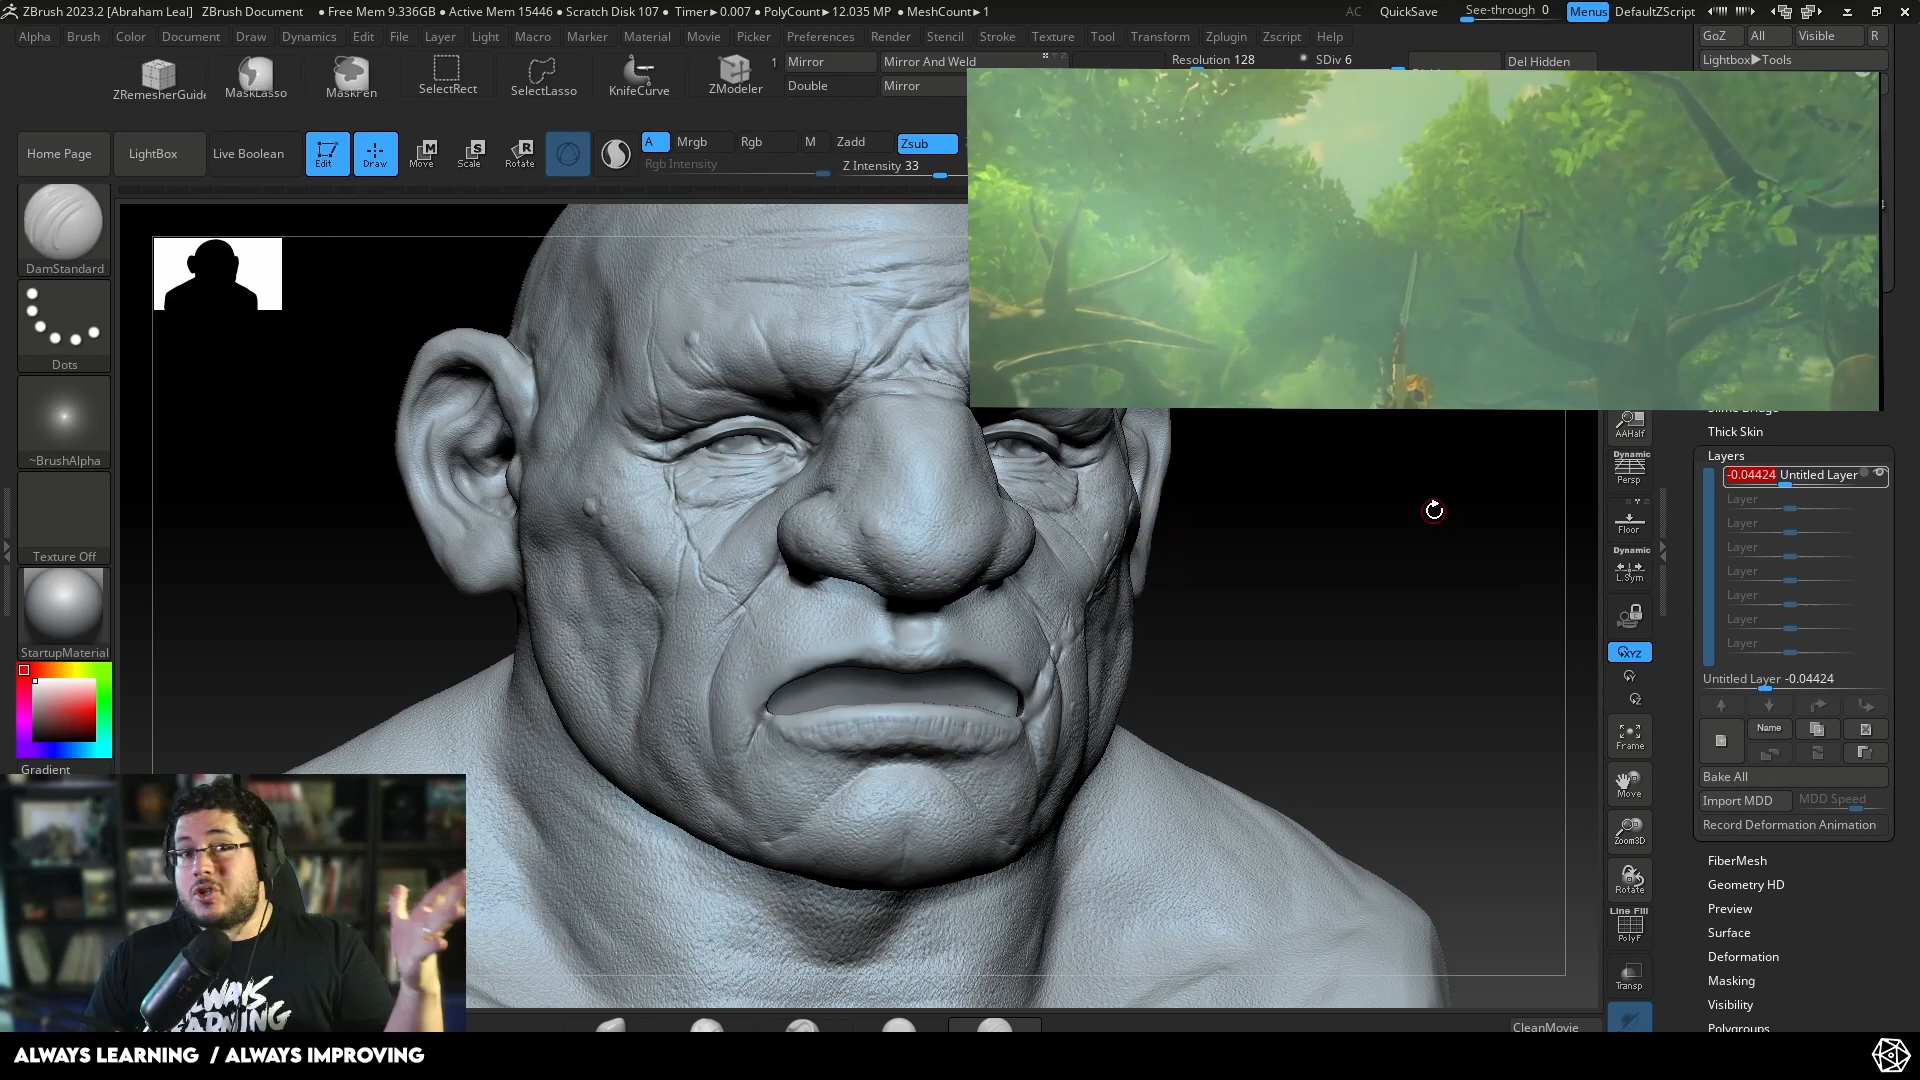 ZBrush 2023.2 [Abraham Leal] ZBrush Document ● Free Mem 9.336GB ● Active Mem 15446 ● Scratch Disk 107 ● Timer►0.007 ● PolyCount►12.035 MP ● MeshCount►1 AC QuickSave See-through 0 Menus DefaultZScript
Alpha Brush Color Document Draw Dynamics Edit File Layer Light Macro Marker Material Movie Picker Preferences Render Stencil Stroke Texture Tool Transform Zplugin Zscript Help
GoZ All Visible R
Lightbox►Tools
ZRemesherGuide MaskLasso MaskPen SelectRect SelectLasso KnifeCurve ZModeler
1 Mirror Mirror And Weld Resolution 128 SDiv 6 Del Hidden
Double Mirror
Home Page LightBox Live Boolean Edit Draw Move Scale Rotate
A Mrgb Rgb M Zadd Zsub
Rgb Intensity Z Intensity 33
DamStandard
Dots
~BrushAlpha
Texture Off
StartupMaterial
Gradient
AAHalf
Dynamic
Persp
Floor
Dynamic
L.Sym
XYZ
Frame
Move
Zoom3D
Rotate
Line Fill
PolyF
Transp
Thick Skin
Layers
-0.04424 Untitled Layer
Layer
Layer
Layer
Layer
Layer
Layer
Layer
Untitled Layer -0.04424
Name
Bake All
Import MDD MDD Speed
Record Deformation Animation
FiberMesh
Geometry HD
Preview
Surface
Deformation
Masking
Visibility
Polygroups
CleanMovie
ALWAYS
LEARNING
ALWAYS LEARNING / ALWAYS IMPROVING